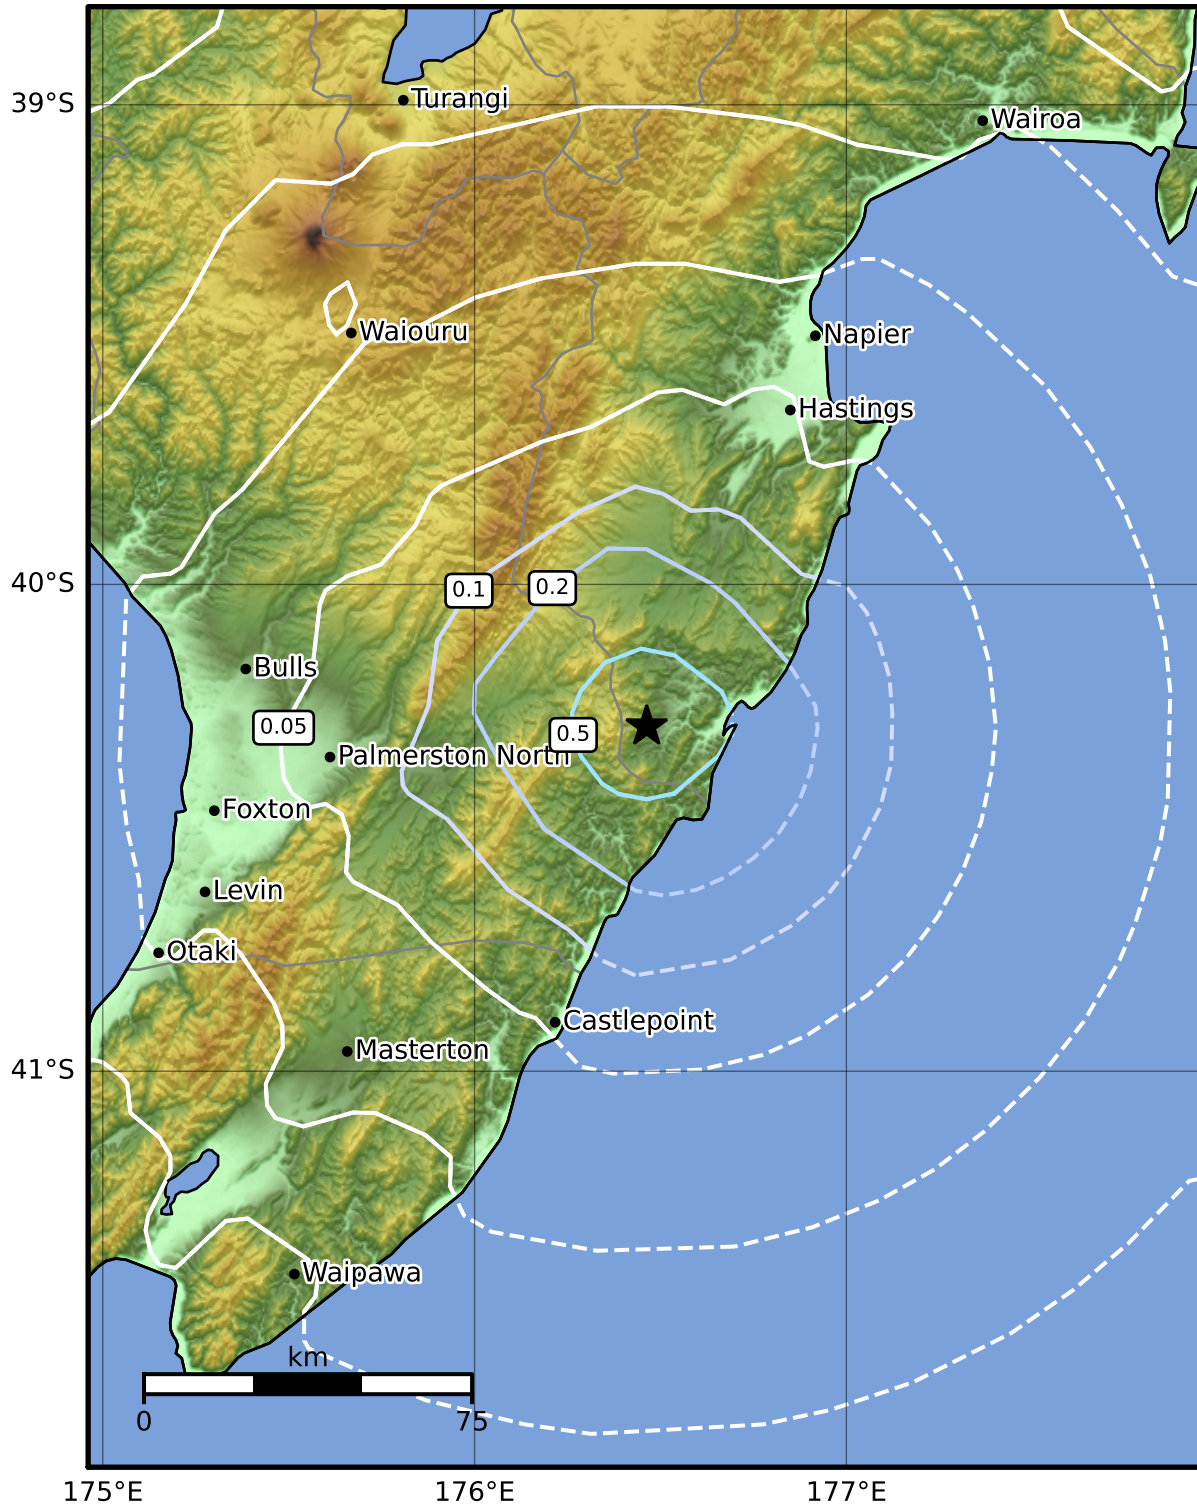 Turangi
39°S
Wairoa
Waiouru
Napier
Hastings
40°S
0.1
0.2
Bulls
0.05
0.5
Palmerston North
Foxton
Levin
Otaki
Castlepoint
Masterton
41°S
Waipawa
km
0
75
175°E
176°E
177°E